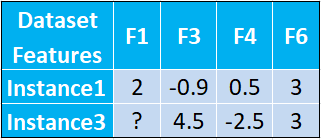 Dataset Features F1 F3 F4 F6
Instance1 2 -0.9 0.5 3
Instance3 ? 4.5 -2.5 3